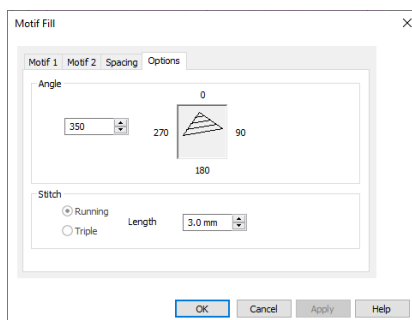 Motif Fill
Motif 1 Motif 2 Spacing Options
Angle
0
350 270 90
180
Stitch
Running
Triple
Length 3.0 mm
OK Cancel Apply Help